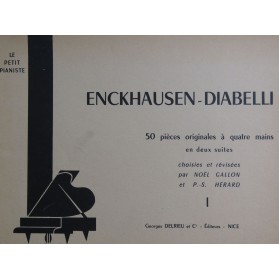 LE
PETIT
PIANISTE
ENCKHAUSEN-DIABELLI
50 pièces originales à quatre mains
en deux suites
choisies et révisées
par NOËL GALLON
et P.-S. HÉRARD
I
Georges DELRIEU et Cie - Éditeurs - NICE